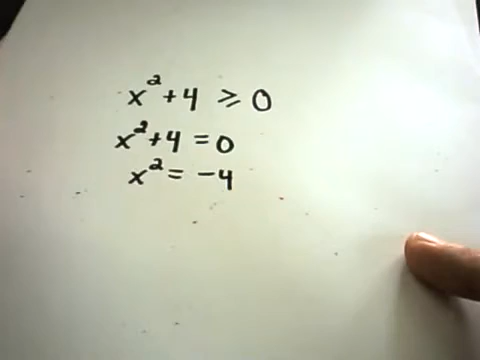 x² + 4 ≥ 0
x² + 4 = 0
x² = -4